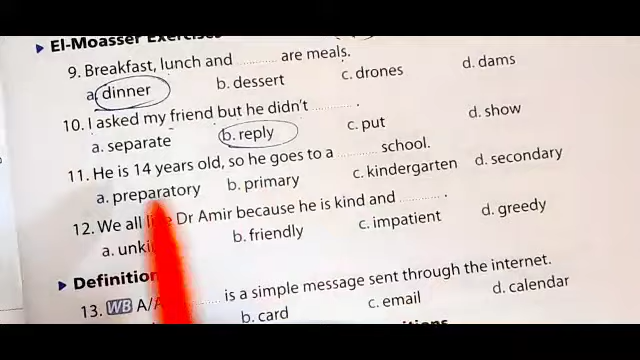 El-Moasser Exercises
9. Breakfast, lunch and .......... are meals.
a. dinner b. dessert c. drones d. dams
10. I asked my friend but he didn't .......... .
a. separate b. reply c. put d. show
11. He is 14 years old, so he goes to a .......... school.
a. preparatory b. primary c. kindergarten d. secondary
12. We all Dr Amir because he is kind and .......... .
a. b. friendly c. impatient d. greedy
13. WB A/ .......... is a simple message sent through the internet.
b. card c. email d. calendar